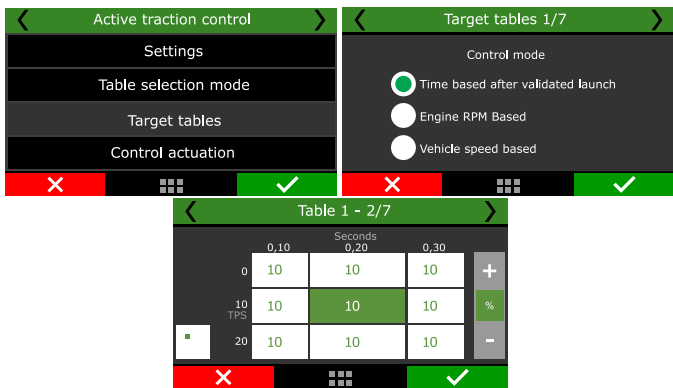 Active traction control
Settings
Table selection mode
Target tables
Control actuation
Target tables 1/7
Control mode
Time based after validated launch
Engine RPM Based
Vehicle speed based
Table 1 - 2/7
Seconds
0,10 0,20 0,30
0 10 10 10 +
10 10 10 10 %
TPS
20 10 10 10 -